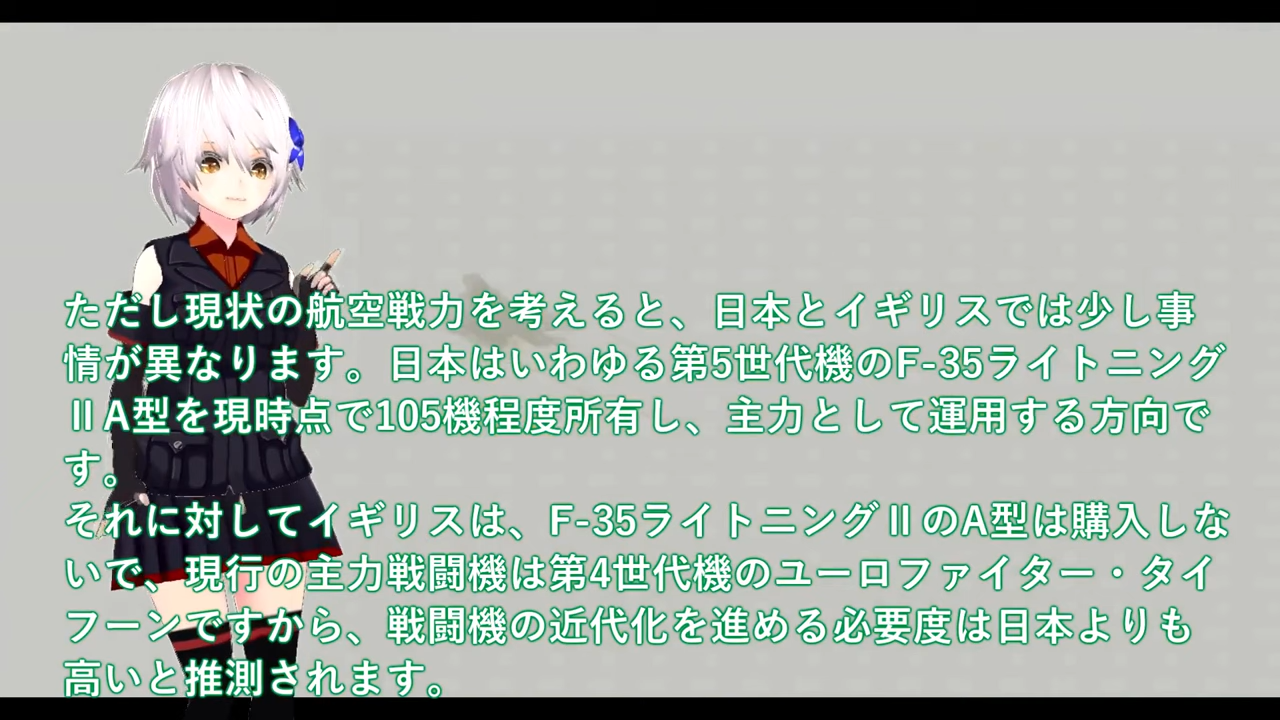 ただし現状の航空戦力を考えると、日本とイギリスでは少し事
情が異なります。日本はいわゆる第5世代機のF-35ライトニング
ⅡA型を現時点で105機程度所有し、主力として運用する方向で
す。
それに対してイギリスは、F-35ライトニングⅡのA型は購入しな
いで、現行の主力戦闘機は第4世代機のユーロファイター・タイ
フーンですから、戦闘機の近代化を進める必要度は日本よりも
高いと推測されます。